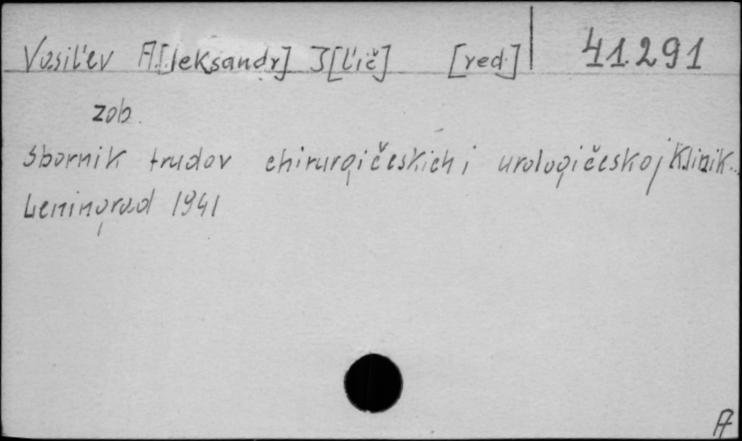 Vasil'ev A[leksandr] I[l'ič] [red.] 41.291
zob.
Sbornik trudov chirurgičeskich i urologičeskoj klinik...
Leningrad 1941
A